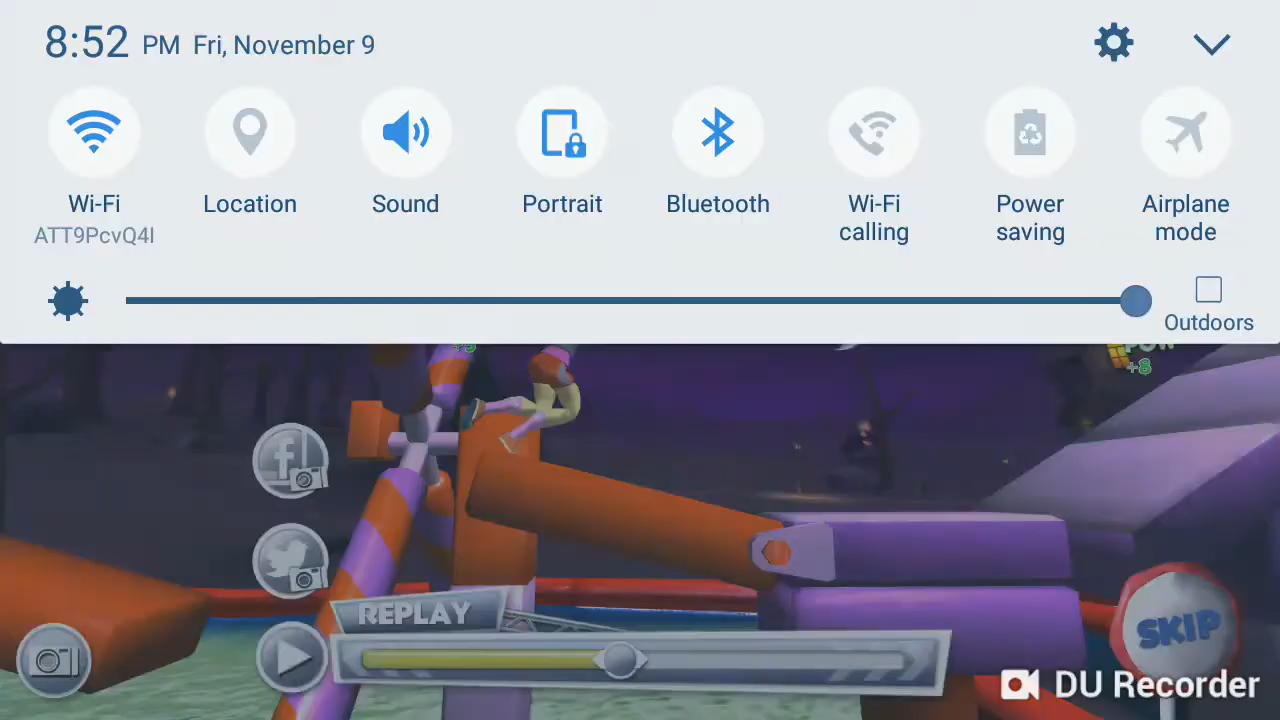 8:52 PM Fri, November 9
Wi-Fi
ATT9PcvQ4I
Location
Sound
Portrait
Bluetooth
Wi-Fi
calling
Power
saving
Airplane
mode
Outdoors
+8
REPLAY
SKIP
DU Recorder